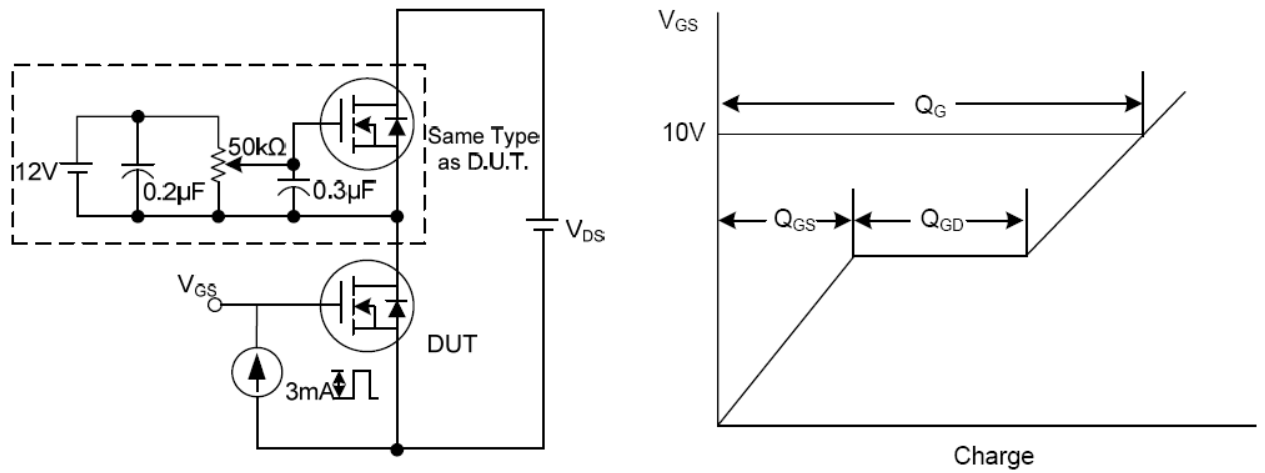 12V
0.2µF
50kΩ
0.3µF
Same Type
as D.U.T.
VDS
VGS
DUT
3mA
VGS
QG
10V
QGS
QGD
Charge